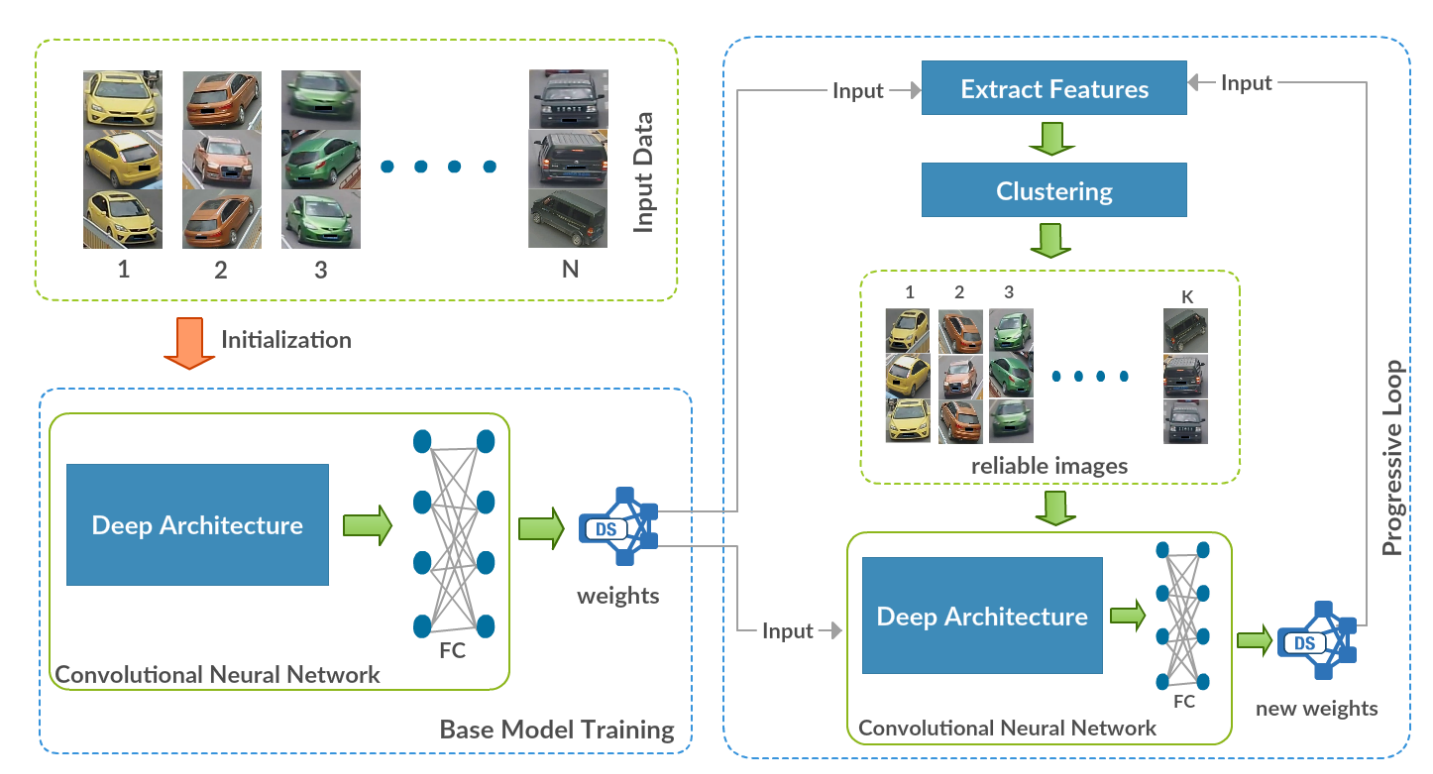 1
2
3
N
Input Data
Initialization
Deep Architecture
FC
Convolutional Neural Network
DS
weights
Base Model Training
Input
Extract Features
Input
Clustering
1
2
3
K
reliable images
Input
Deep Architecture
FC
Convolutional Neural Network
DS
new weights
Progressive Loop